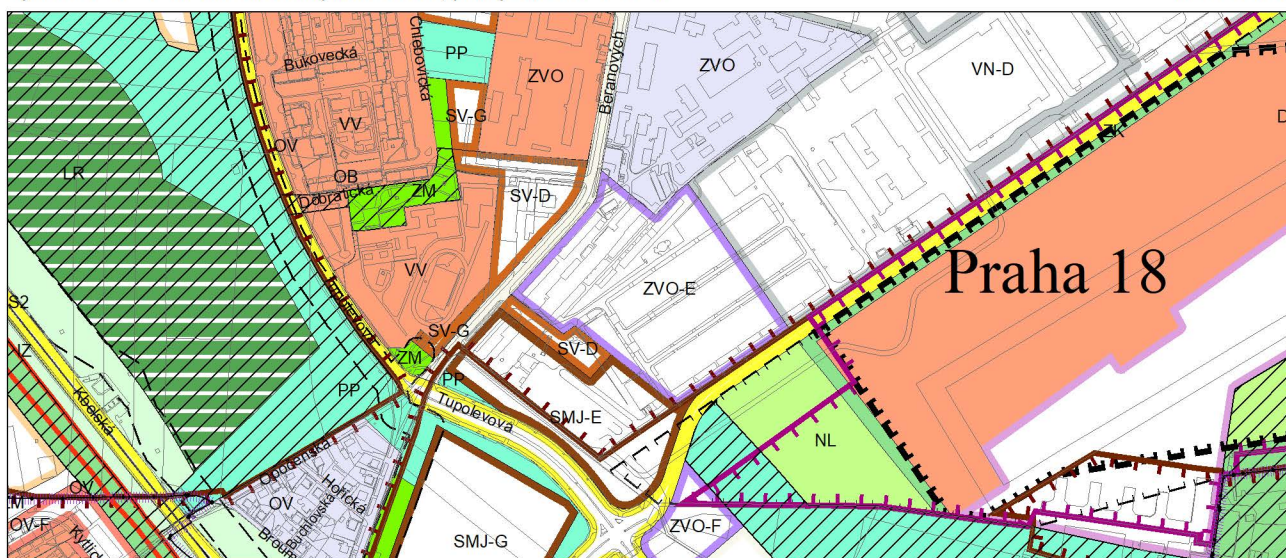 Bukovecká
Chlebovická
PP
ZVO
Beranových
ZVO
VN-D
VV
SV-G
OV
LR
OB
Dobratická
ZM
SV-D
VV
ZVO-E
Praha 18
D
S2
IZ
SV-G
ZM
SV-D
PP
PP
Tupolevova
SMJ-E
Kbelská
NL
OV
Hořická
Buchlovská
OV
M
OV-F
SMJ-G
ZVO-F